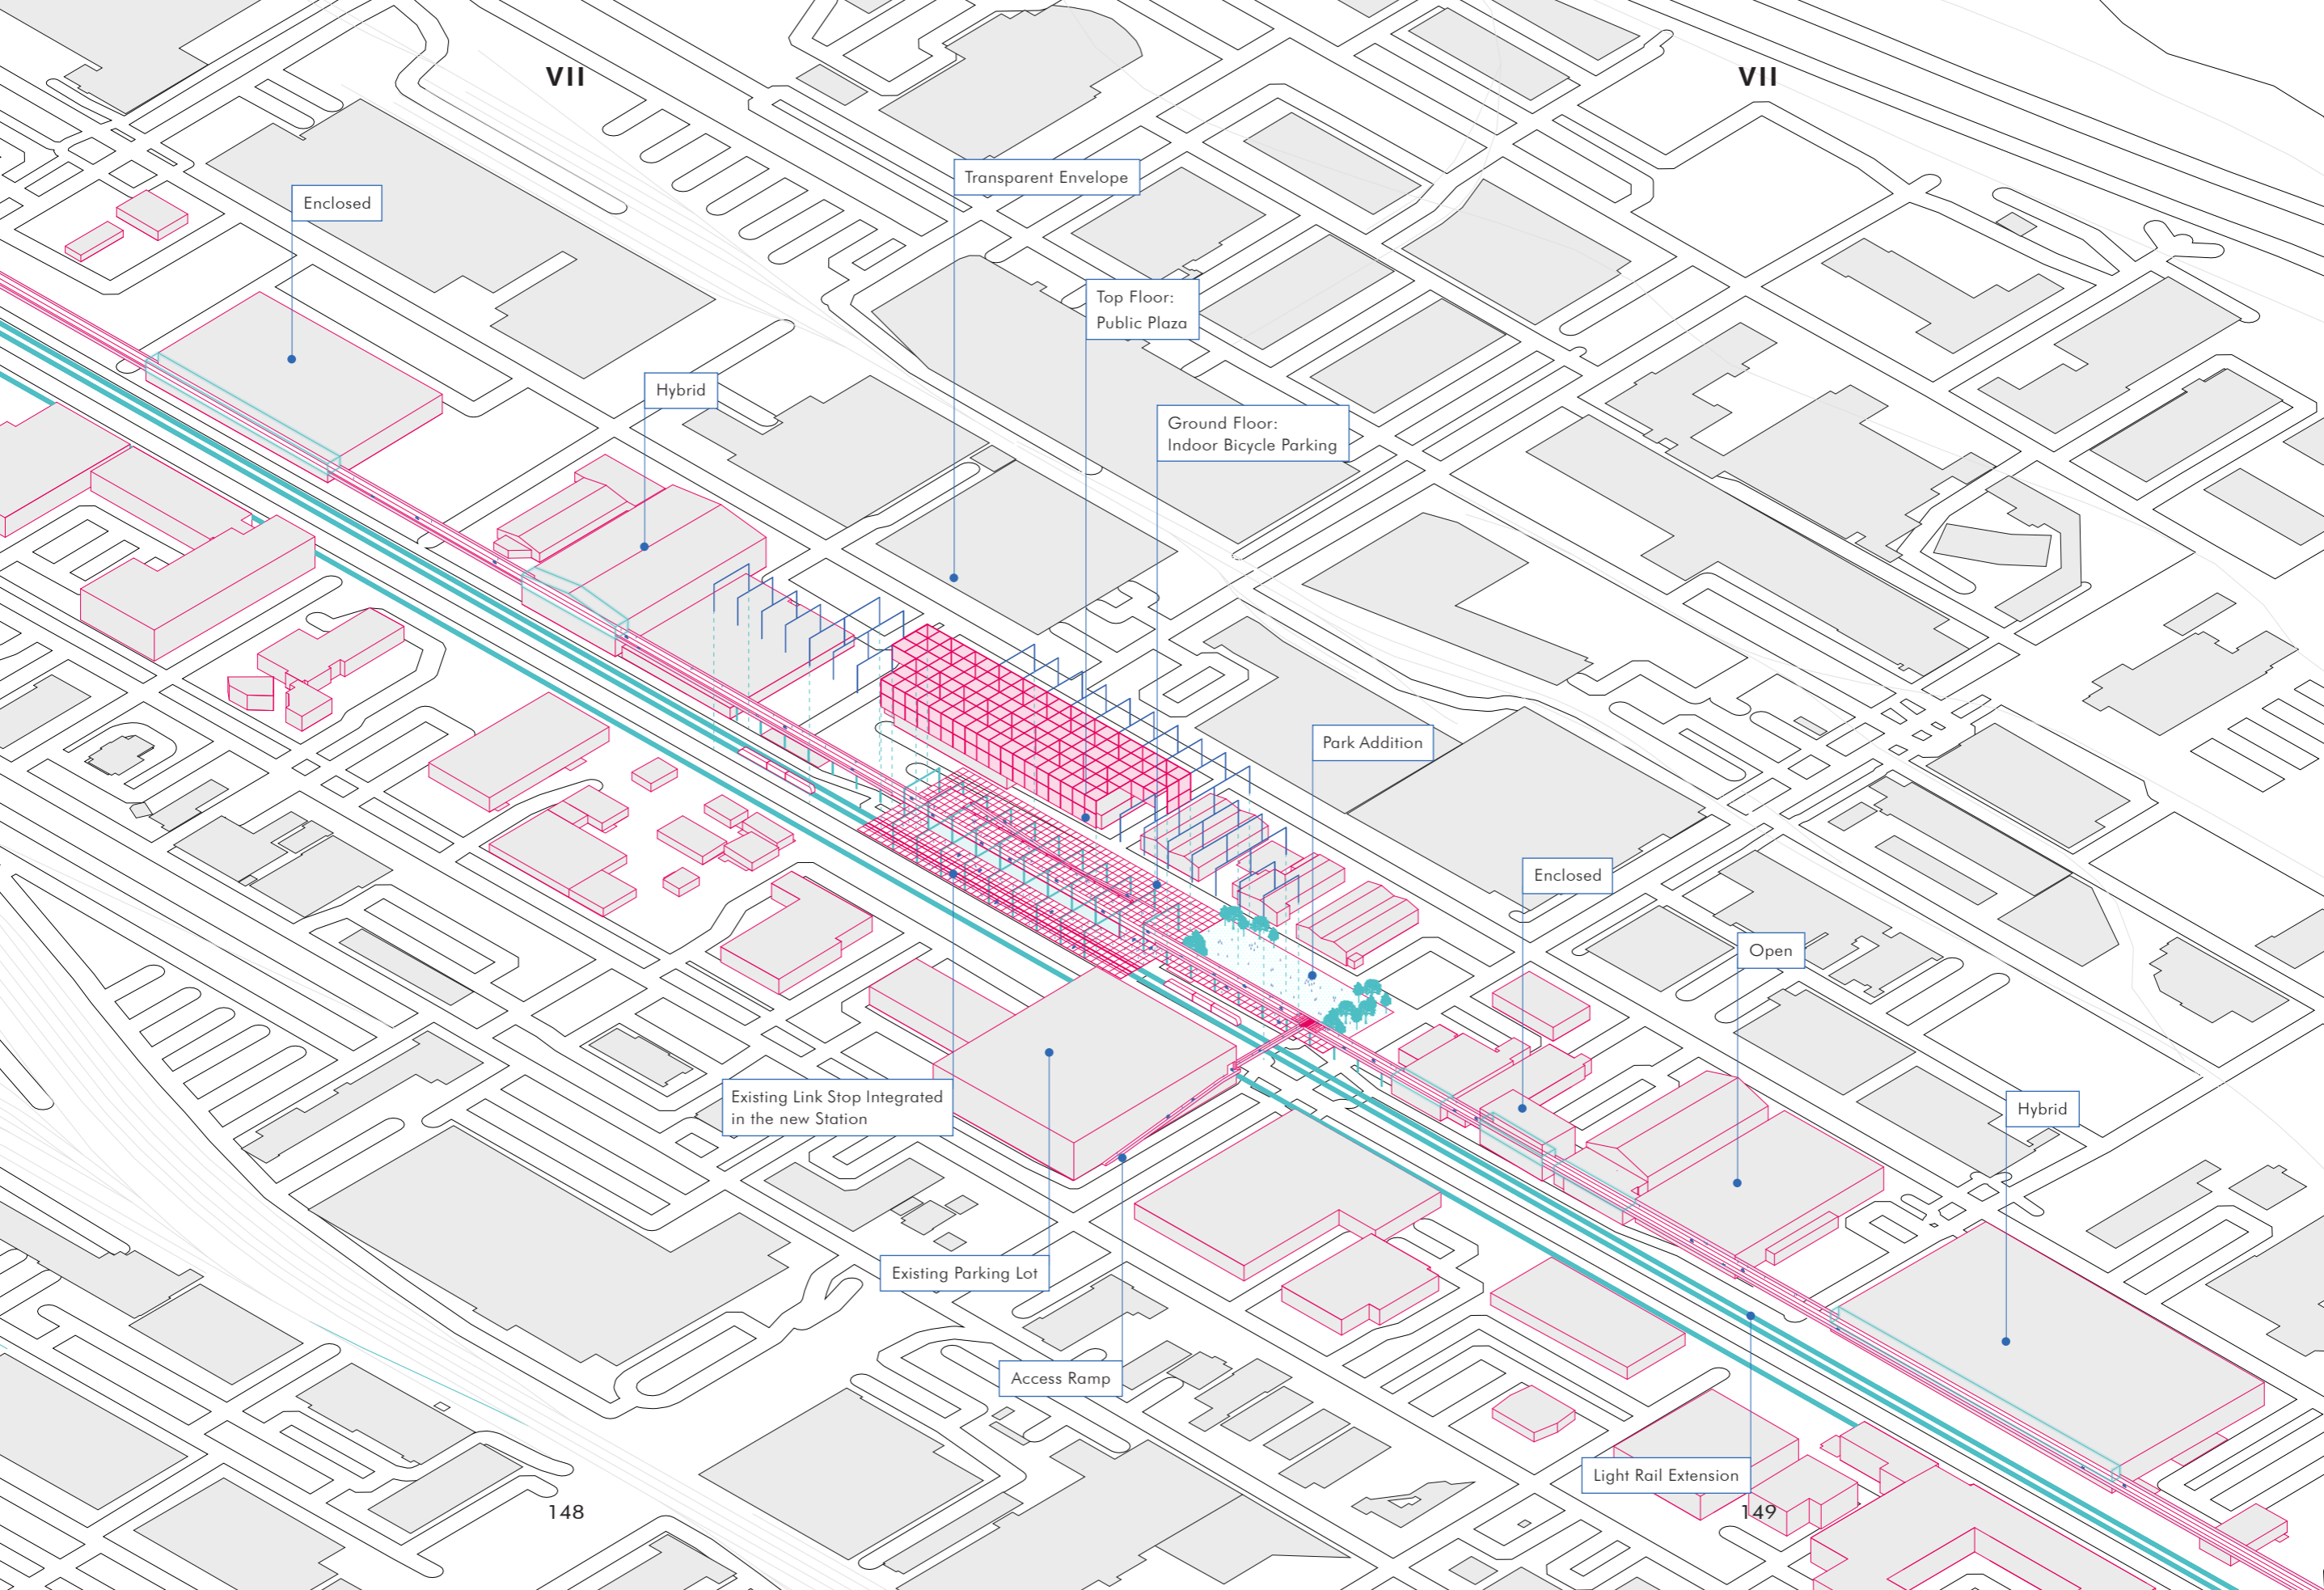 VII
VII
Transparent Envelope
Enclosed
Top Floor:
Public Plaza
Hybrid
Ground Floor:
Indoor Bicycle Parking
Park Addition
Enclosed
Open
Existing Link Stop Integrated
in the new Station
Hybrid
Existing Parking Lot
Access Ramp
Light Rail Extension
148
149